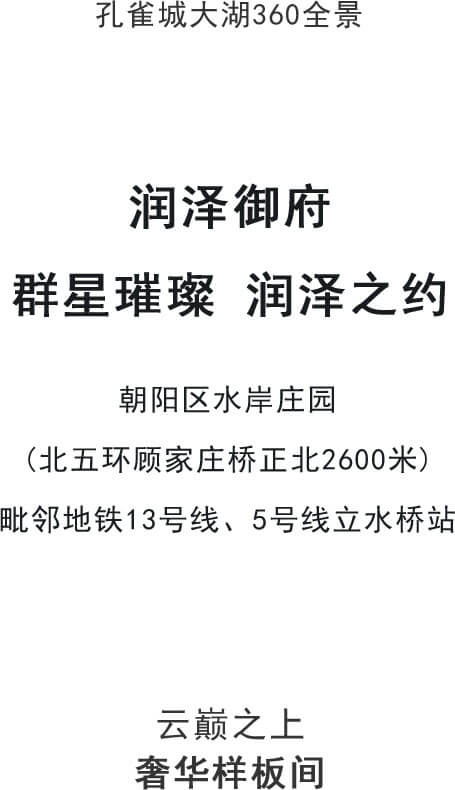 孔雀城大湖360全景
润泽御府
群星璀璨 润泽之约
朝阳区水岸庄园
(北五环顾家庄桥正北2600米)
毗邻地铁13号线、5号线立水桥站
云巅之上
奢华样板间